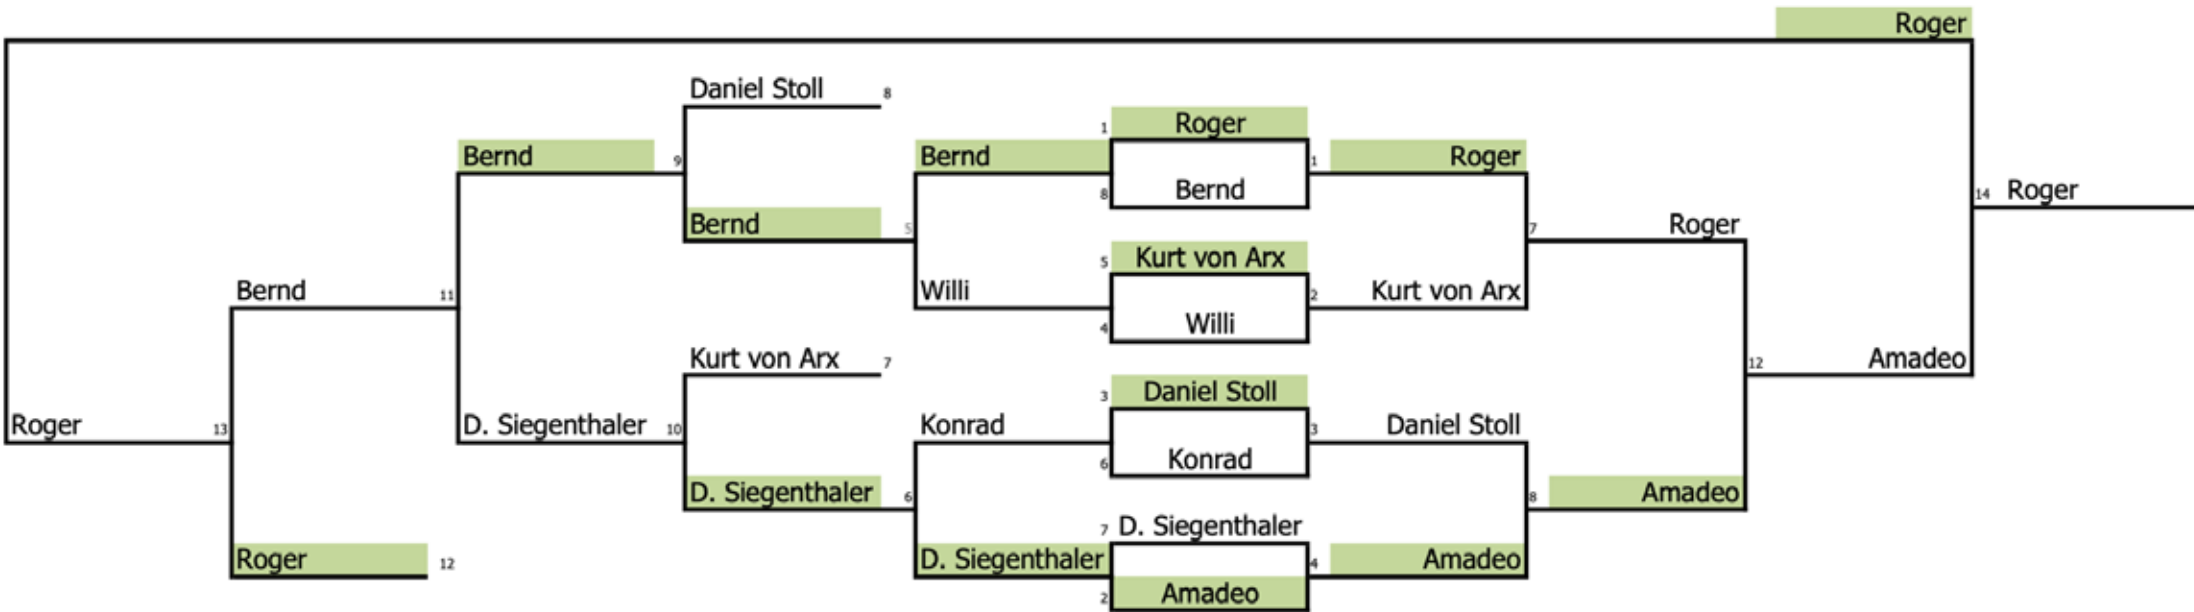 Roger
Daniel Stoll 8
1 Roger
Bernd 9
Bernd
1 Roger
8 Bernd
14 Roger
Bernd 5
7 Roger
5 Kurt von Arx
Bernd 11
Willi
2 Kurt von Arx
4 Willi
Kurt von Arx 7
12 Amadeo
3 Daniel Stoll
Roger 13
D. Siegenthaler 10
Konrad
3 Daniel Stoll
6 Konrad
D. Siegenthaler 6
8 Amadeo
7 D. Siegenthaler
Roger 12
D. Siegenthaler
4 Amadeo
2 Amadeo